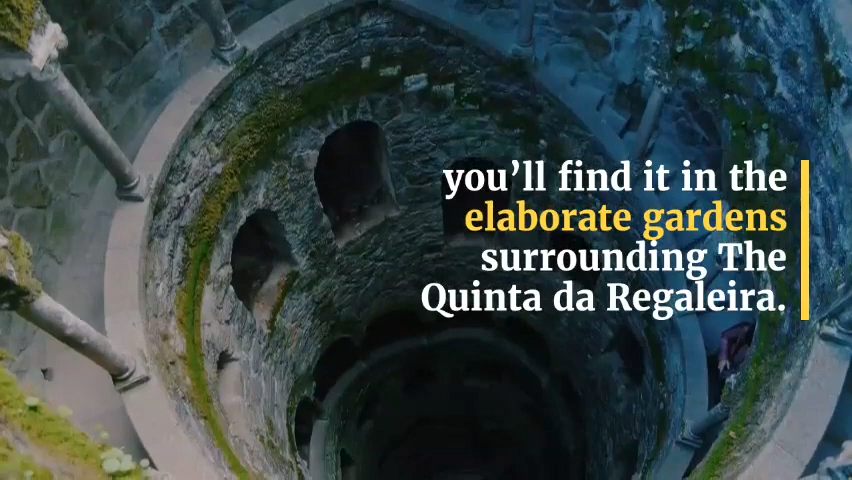 you’ll find it in the
elaborate gardens
surrounding The
Quinta da Regaleira.